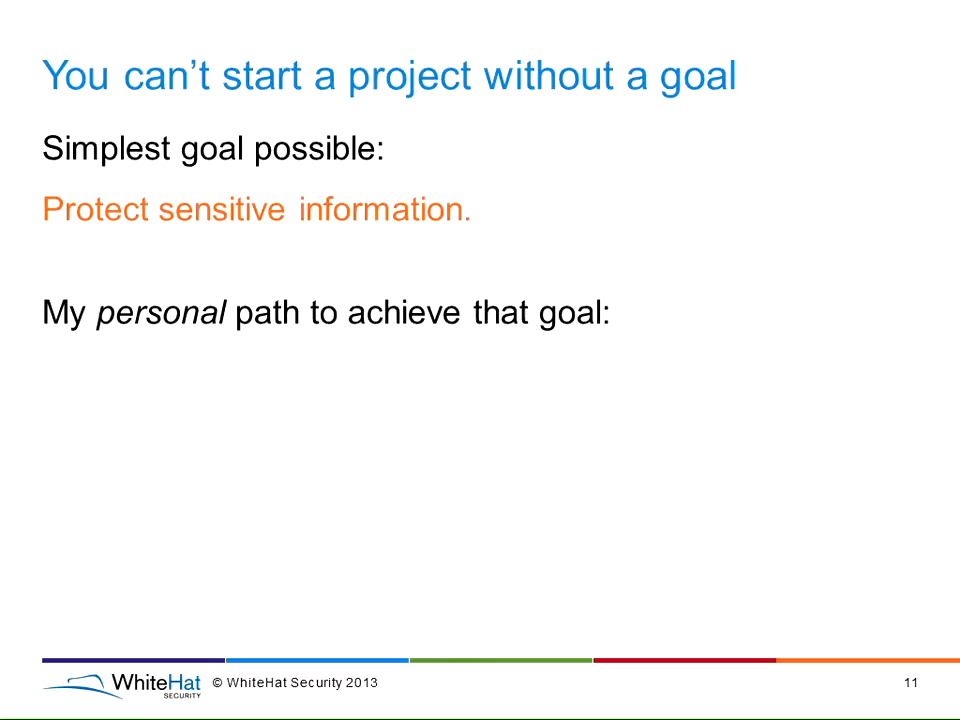 You can’t start a project without a goal
Simplest goal possible:
Protect sensitive information.
My personal path to achieve that goal:
WhiteHat
SECURITY
© WhiteHat Security 2013
11